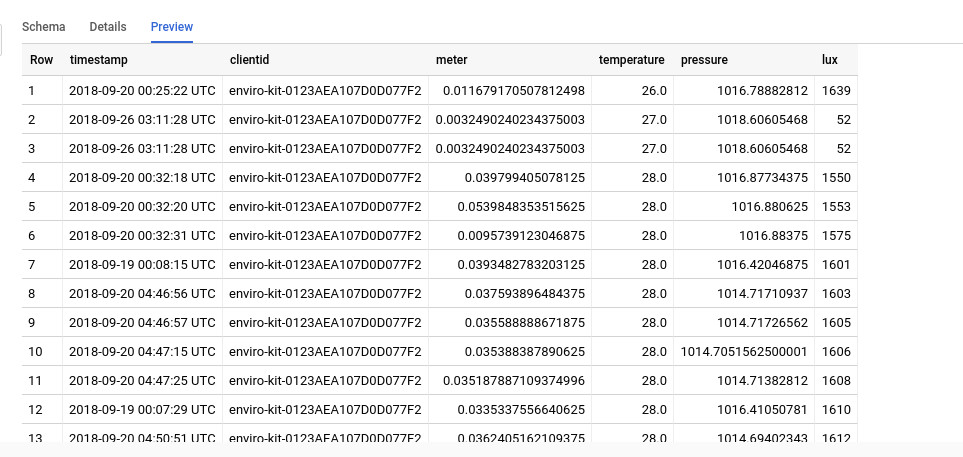 Schema Details Preview
Row timestamp clientid meter temperature pressure lux
1 2018-09-20 00:25:22 UTC enviro-kit-0123AEA107D0D077F2 0.011679170507812498 26.0 1016.78882812 1639
2 2018-09-26 03:11:28 UTC enviro-kit-0123AEA107D0D077F2 0.0032490240234375003 27.0 1018.60605468 52
3 2018-09-26 03:11:28 UTC enviro-kit-0123AEA107D0D077F2 0.0032490240234375003 27.0 1018.60605468 52
4 2018-09-20 00:32:18 UTC enviro-kit-0123AEA107D0D077F2 0.039799405078125 28.0 1016.87734375 1550
5 2018-09-20 00:32:20 UTC enviro-kit-0123AEA107D0D077F2 0.0539848353515625 28.0 1016.880625 1553
6 2018-09-20 00:32:31 UTC enviro-kit-0123AEA107D0D077F2 0.0095739123046875 28.0 1016.88375 1575
7 2018-09-19 00:08:15 UTC enviro-kit-0123AEA107D0D077F2 0.0393482783203125 28.0 1016.42046875 1601
8 2018-09-20 04:46:56 UTC enviro-kit-0123AEA107D0D077F2 0.037593896484375 28.0 1014.71710937 1603
9 2018-09-20 04:46:57 UTC enviro-kit-0123AEA107D0D077F2 0.035588888671875 28.0 1014.71726562 1605
10 2018-09-20 04:47:15 UTC enviro-kit-0123AEA107D0D077F2 0.035388387890625 28.0 1014.7051562500001 1606
11 2018-09-20 04:47:25 UTC enviro-kit-0123AEA107D0D077F2 0.035187887109374996 28.0 1014.71382812 1608
12 2018-09-19 00:07:29 UTC enviro-kit-0123AEA107D0D077F2 0.0335337556640625 28.0 1016.41050781 1610
13 2018-09-20 04:50:51 UTC enviro-kit-0123AEA107D0D077F2 0.0362405162109375 28.0 1014.69402343 1612